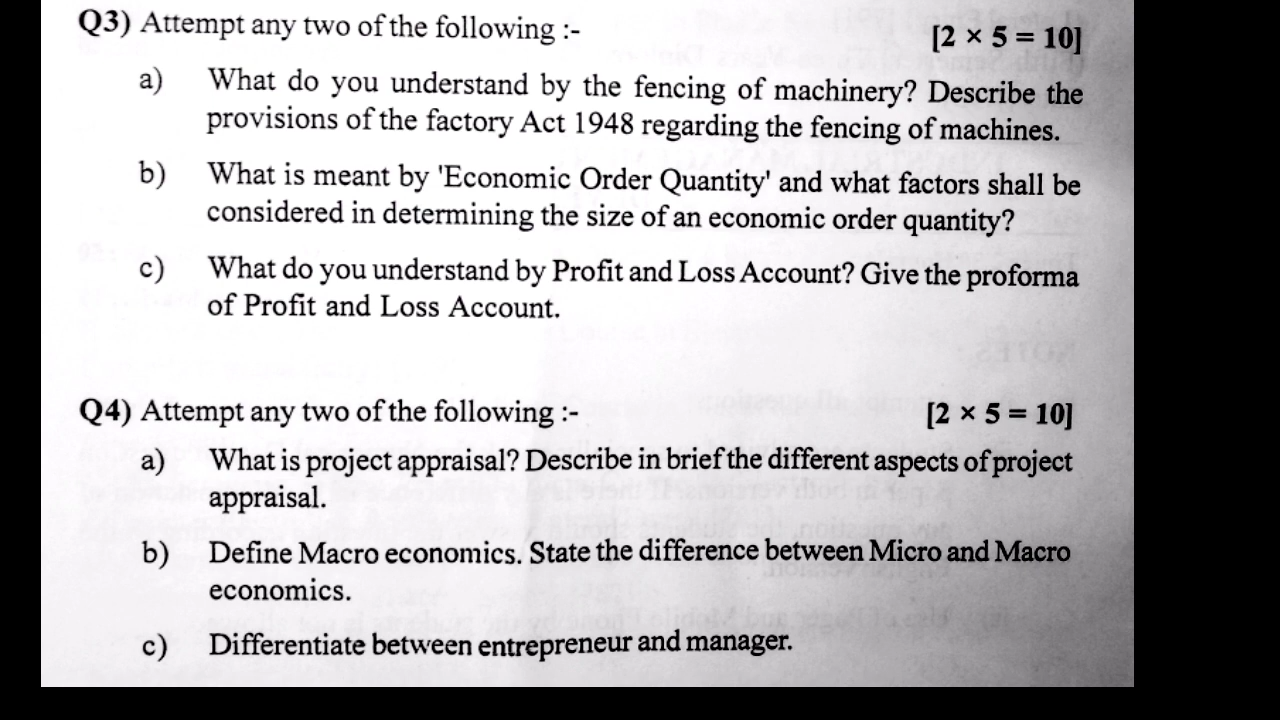 Q3) Attempt any two of the following :-
[2 × 5 = 10]
a) What do you understand by the fencing of machinery? Describe the
provisions of the factory Act 1948 regarding the fencing of machines.
b) What is meant by 'Economic Order Quantity' and what factors shall be
considered in determining the size of an economic order quantity?
c) What do you understand by Profit and Loss Account? Give the proforma
of Profit and Loss Account.
Q4) Attempt any two of the following :-
[2 × 5 = 10]
a) What is project appraisal? Describe in brief the different aspects of project
appraisal.
b) Define Macro economics. State the difference between Micro and Macro
economics.
c) Differentiate between entrepreneur and manager.